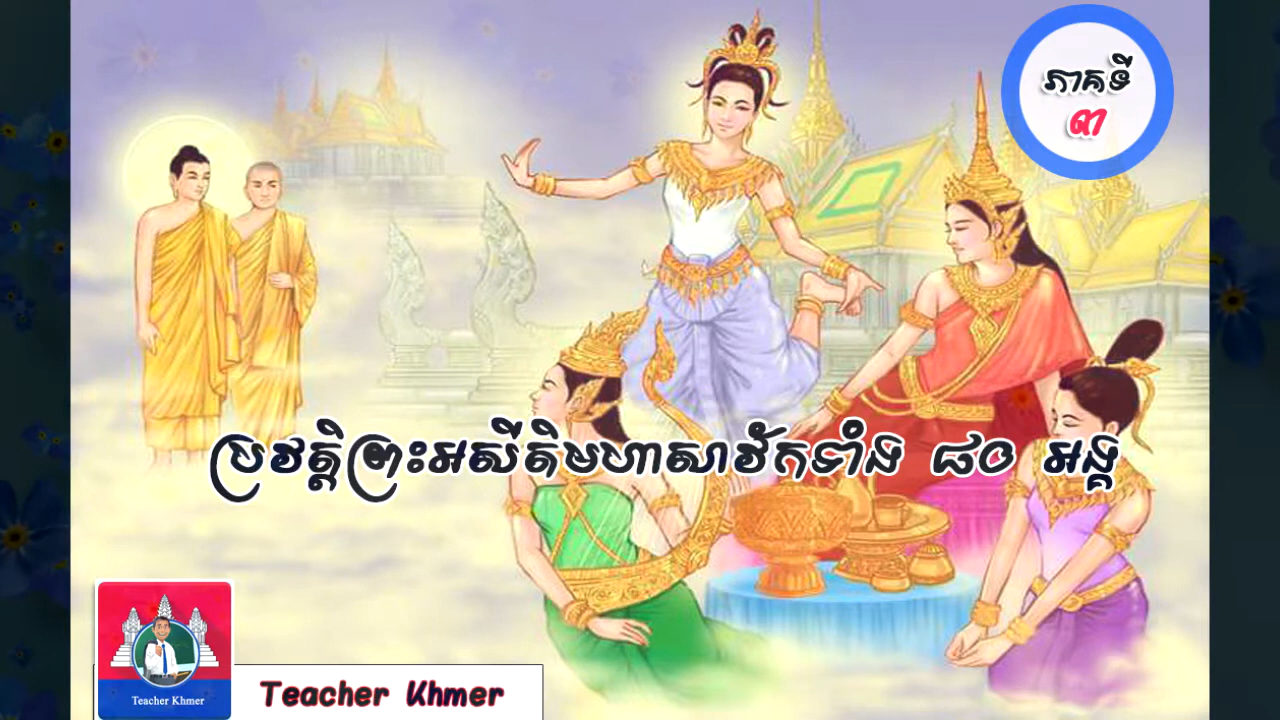 ភាគទី
៣
ប្រវត្តិព្រះអសីតិមហាសាវ័កទាំង ៨០ អង្គ
Teacher Khmer
Teacher Khmer